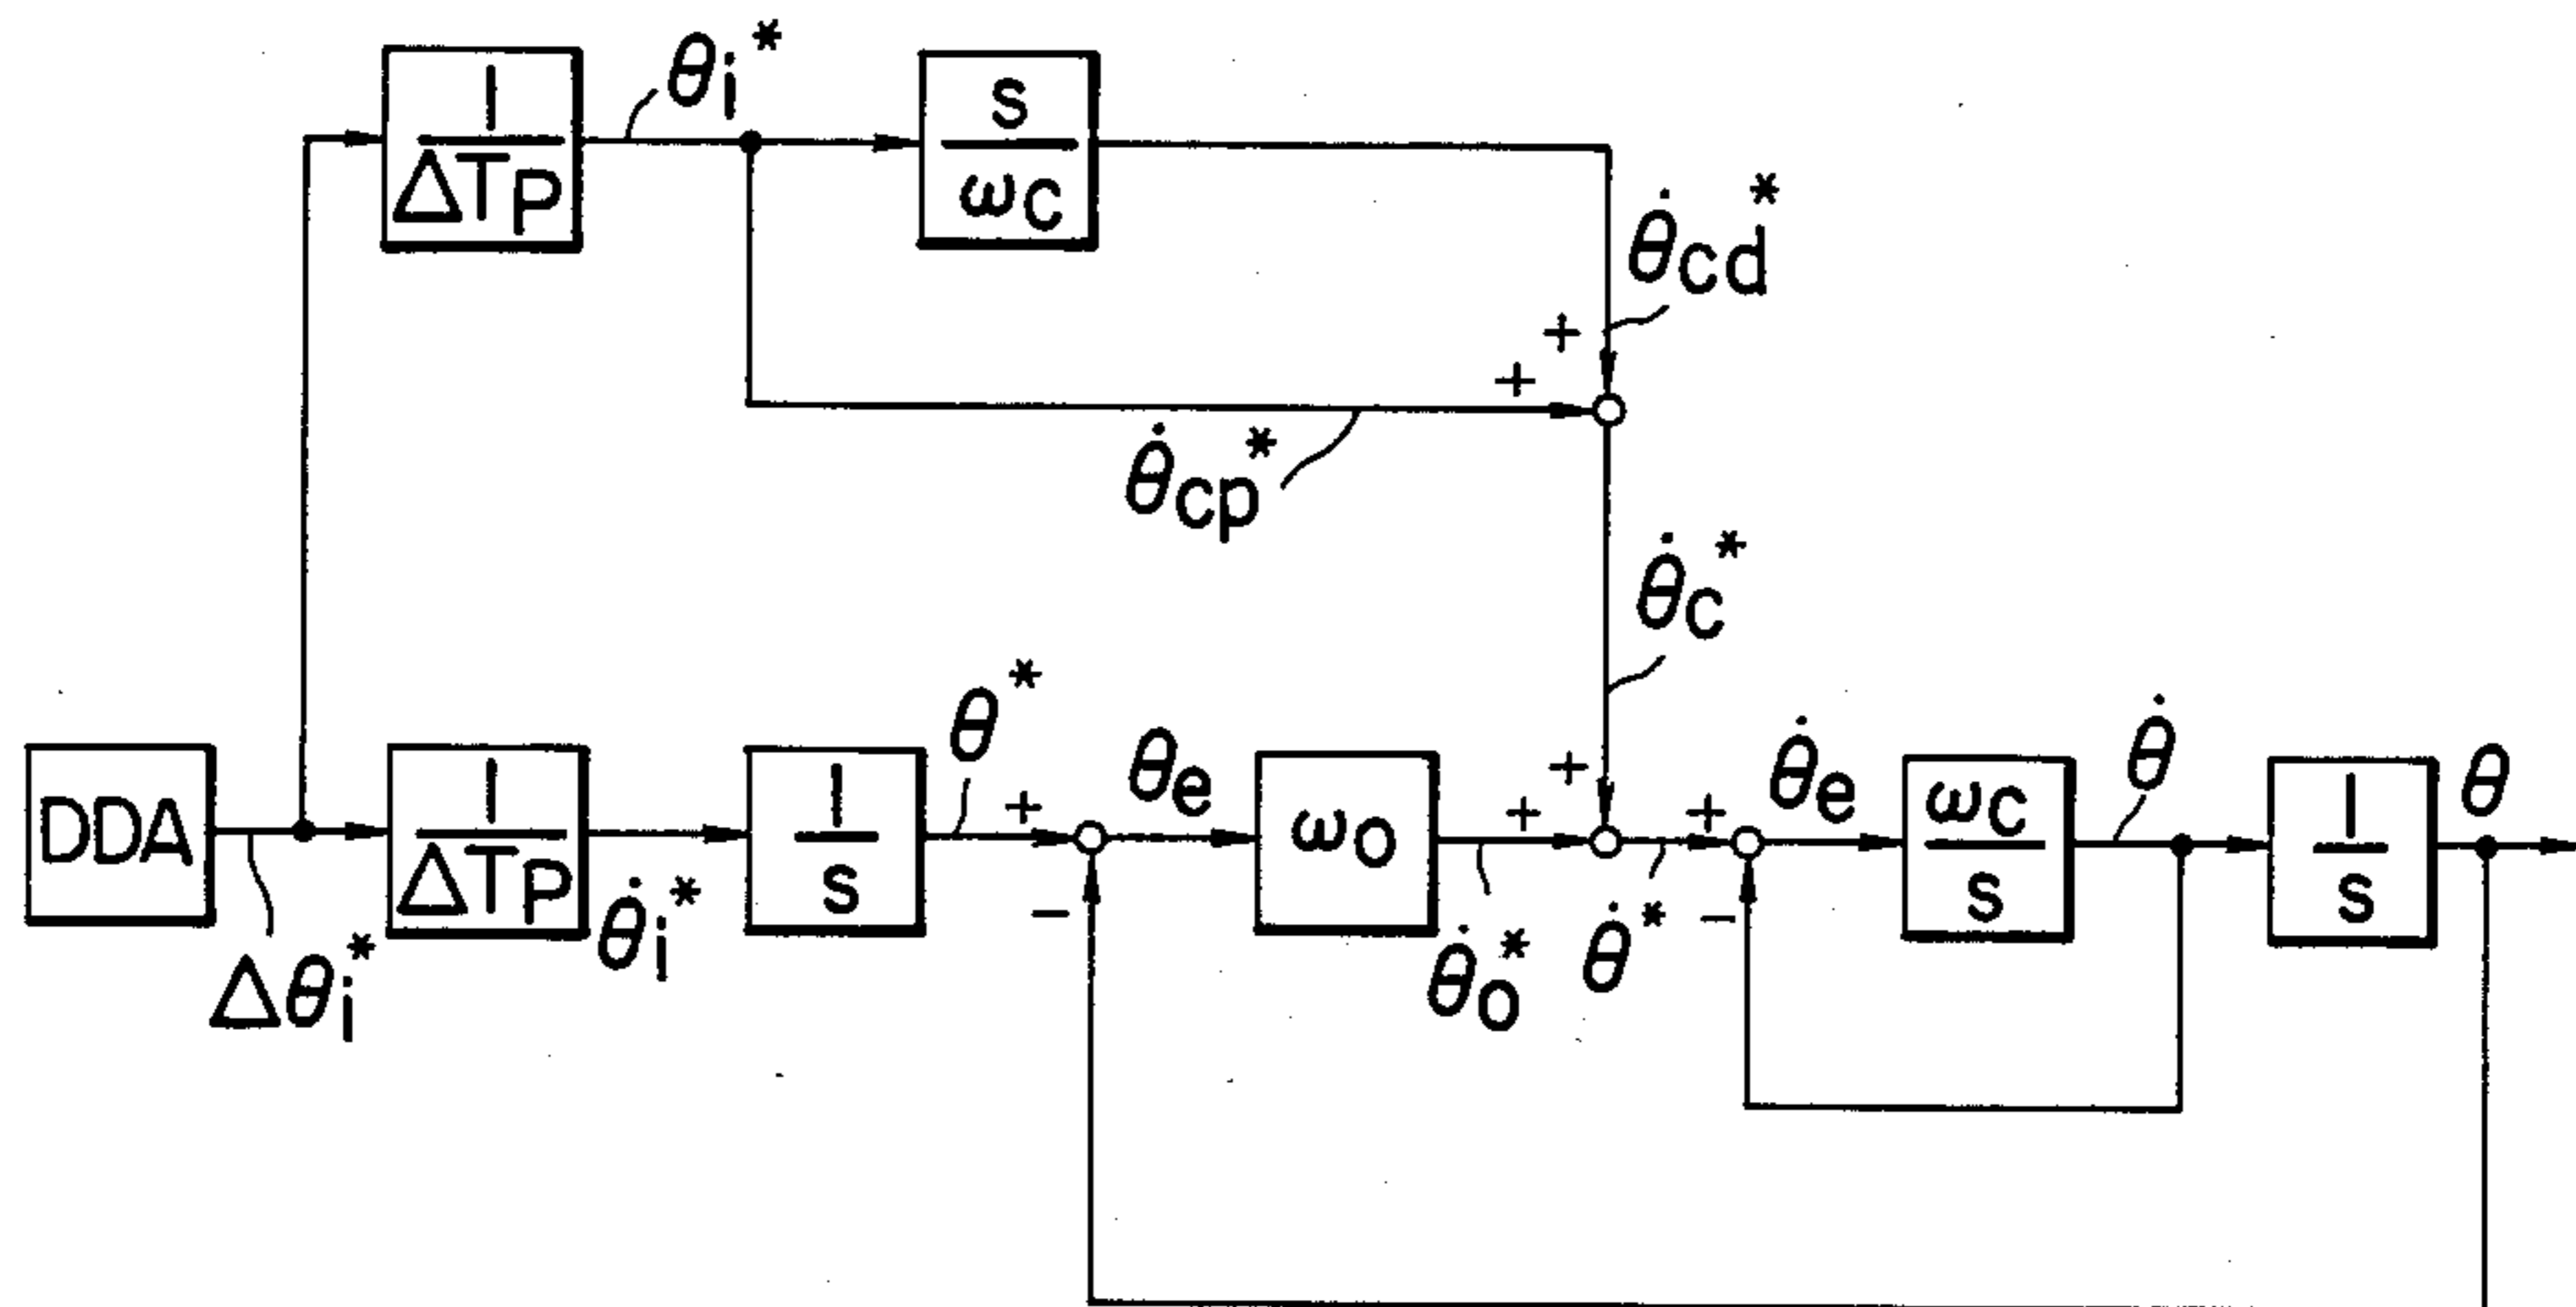 1/ΔTP
θi*
s/ωC
θ̇cd*
+
+
θ̇cp*
θ̇c*
DDA
Δθi*
1/ΔTP
θ̇i*
1/s
θ*
+
−
θe
ωO
θ̇o*
+
+
θ̇*
+
−
θ̇e
ωC/s
θ̇
1/s
θ